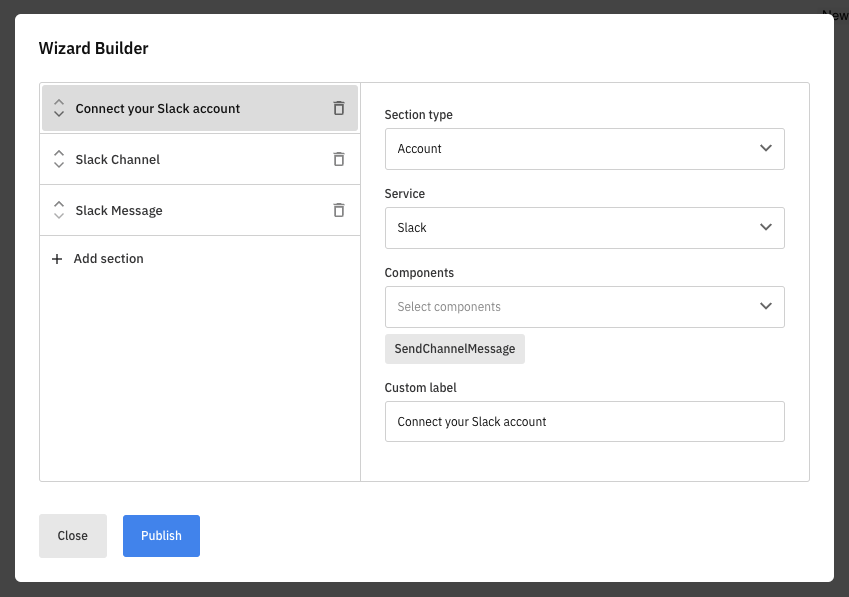 New
Wizard Builder
Connect your Slack account
Slack Channel
Slack Message
Add section
Section type
Account
Service
Slack
Components
Select components
SendChannelMessage
Custom label
Connect your Slack account
Close
Publish